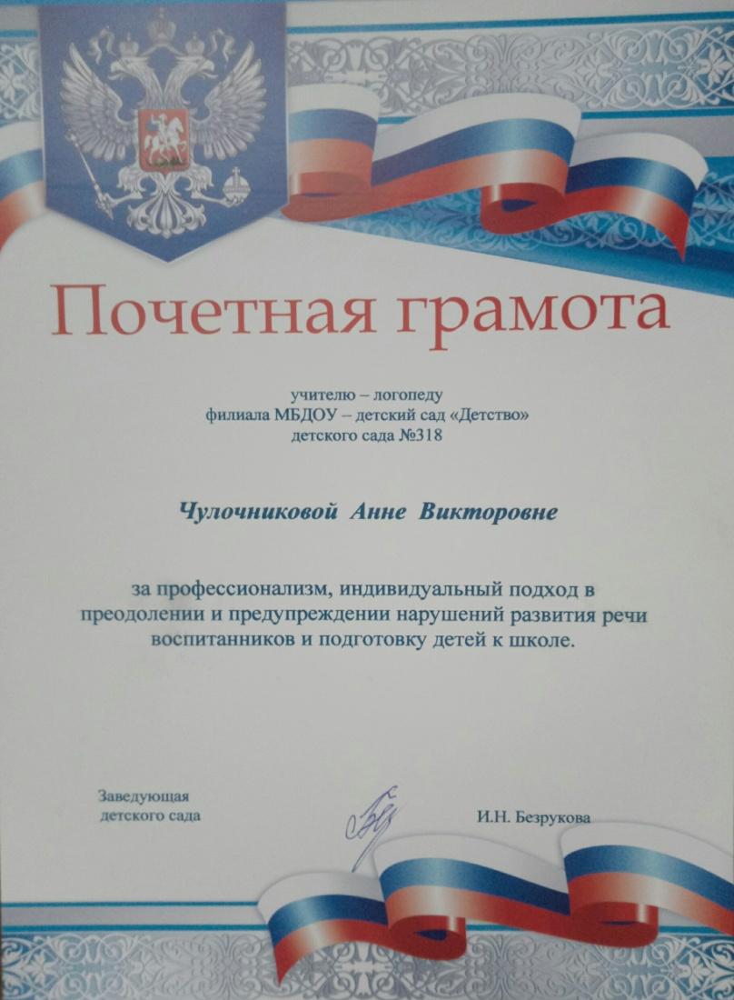 Почетная грамота
учителю – логопеду
филиала МБДОУ – детский сад «Детство»
детского сада №318
Чулочниковой Анне Викторовне
за профессионализм, индивидуальный подход в
преодолении и предупреждении нарушений развития речи
воспитанников и подготовку детей к школе.
Заведующая
детского сада
И.Н. Безрукова